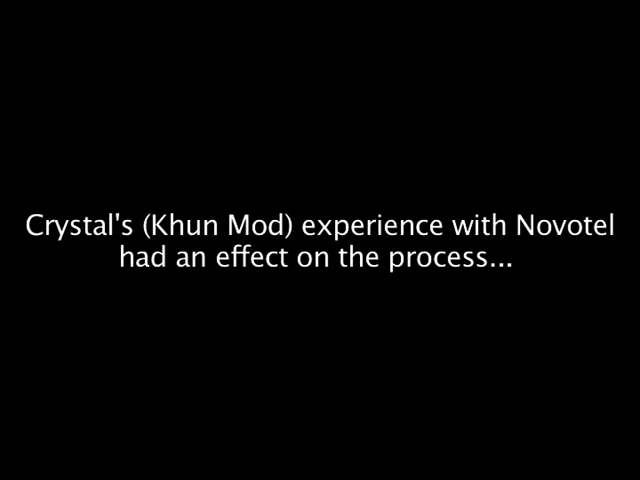 Crystal's (Khun Mod) experience with Novotel
had an effect on the process...